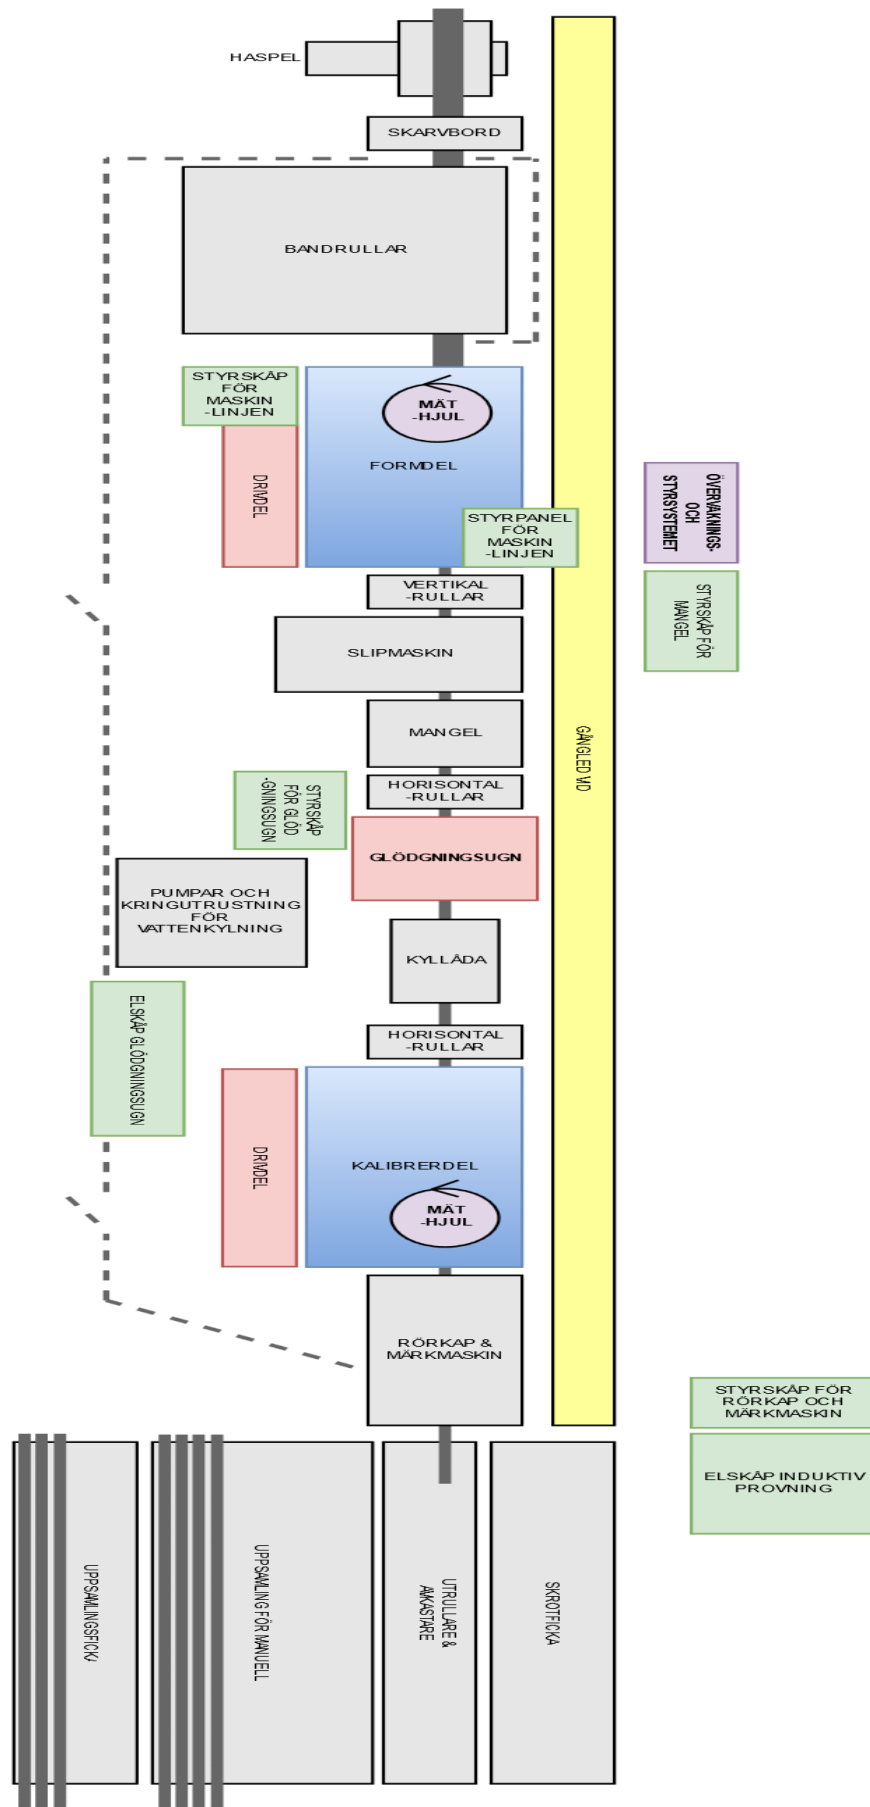 HASPEL
SKARVBORD
BANDRULLAR
STYRSKÅP
FÖR
MASKIN
-LINJEN
MÄT
-HJUL
FORMDEL
DRIVDEL
STYRPANEL
FÖR
MASKIN
-LINJEN
ÖVERVAKNINGS-
OCH
STYRSYSTEMET
VERTIKAL
-RULLAR
STYRSKÅP FÖR
MANGEL
SLIPMASKIN
MANGEL
GÅNGLED VID
HORISONTAL
-RULLAR
STYRSKÅP
FÖR GLÖD
-GNINGSUGN
GLÖDGNINGSUGN
PUMPAR OCH
KRINGUTRUSTNING
FÖR
VATTENKYLNING
KYLLÅDA
ELSKÅP GLÖDGNINGSUGN
HORISONTAL
-RULLAR
DRIVDEL
KALIBRERDEL
MÄT
-HJUL
RÖRKAP &
MÄRKMASKIN
STYRSKÅP FÖR
RÖRKAP OCH
MÄRKMASKIN
ELSKÅP INDUKTIV
PROVNING
UPPSAMLINGSFICK
UPPSAMLING FÖR MANUELL
UTRULLARE &
AVKASTARE
SKROTFICKA